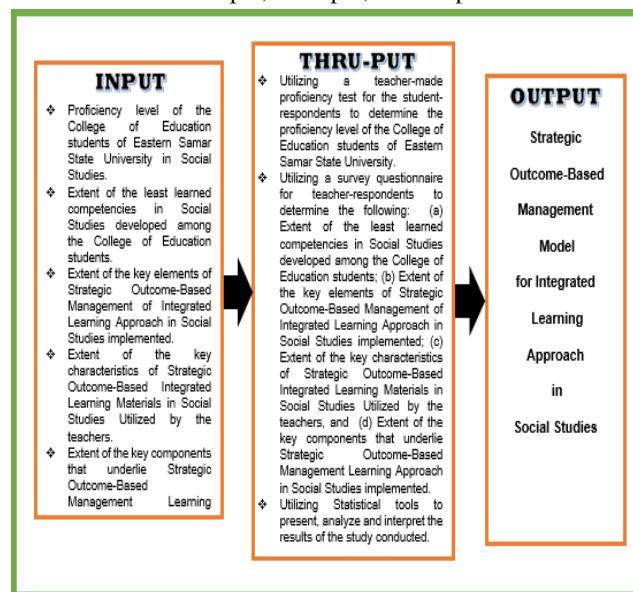 INPUT
❖ Proficiency level of the
College of Education
students of Eastern Samar
State University in Social
Studies.
❖ Extent of the least learned
competencies in Social
Studies developed among
the College of Education
students.
❖ Extent of the key elements of
Strategic Outcome-Based
Management of Integrated
Learning Approach in Social
Studies implemented.
❖ Extent of the key
characteristics of Strategic
Outcome-Based Integrated
Learning Materials in Social
Studies Utilized by the
teachers.
❖ Extent of the key components
that underlie Strategic
Outcome-Based
Management Learning
THRU-PUT
❖ Utilizing a teacher-made
proficiency test for the student-
respondents to determine the
proficiency level of the College of
Education students of Eastern
Samar State University.
❖ Utilizing a survey questionnaire
for teacher-respondents to
determine the following: (a)
Extent of the least learned
competencies in Social Studies
developed among the College of
Education students; (b) Extent of
the key elements of Strategic
Outcome-Based Management of
Integrated Learning Approach in
Social Studies implemented; (c)
Extent of the key characteristics
of Strategic Outcome-Based
Integrated Learning Materials in
Social Studies Utilized by the
teachers, and (d) Extent of the
key components that underlie
Strategic Outcome-Based
Management Learning Approach
in Social Studies implemented.
❖ Utilizing Statistical tools to
present, analyze and interpret the
results of the study conducted.
OUTPUT
Strategic
Outcome-Based
Management
Model
for Integrated
Learning
Approach
in
Social Studies